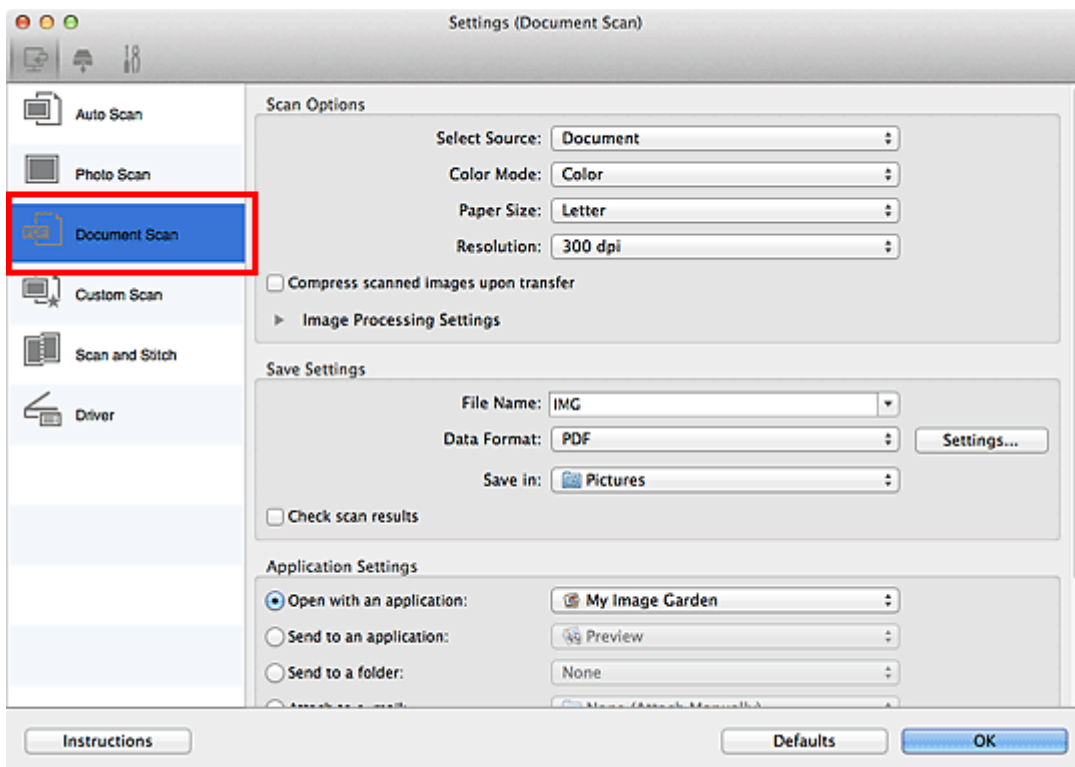 Settings (Document Scan)
Auto Scan
Photo Scan
Document Scan
Custom Scan
Scan and Stitch
Driver
Scan Options
Select Source: Document
Color Mode: Color
Paper Size: Letter
Resolution: 300 dpi
Compress scanned images upon transfer
Image Processing Settings
Save Settings
File Name: IMG
Data Format: PDF Settings...
Save in: Pictures
Check scan results
Application Settings
Open with an application: My Image Garden
Send to an application: Preview
Send to a folder: None
Instructions Defaults OK